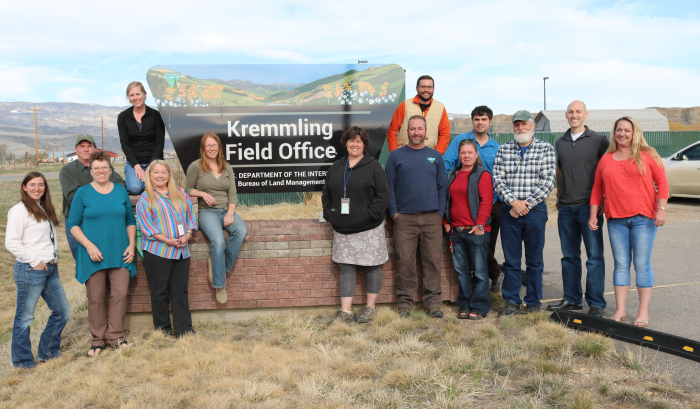 Kremmling
Field Office
DEPARTMENT OF THE INTER
Bureau of Land Management